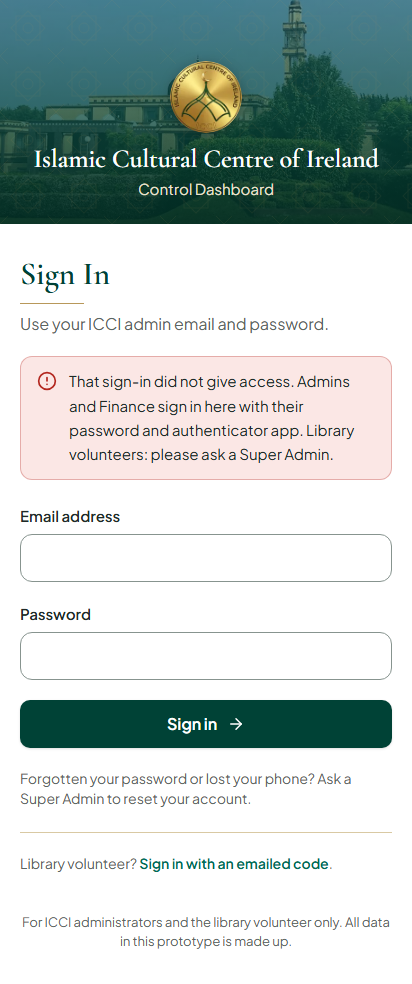 ISLAMIC CULTURAL CENTRE OF IRELAND
Islamic Cultural Centre of Ireland
Control Dashboard
Sign In
Use your ICCI admin email and password.
That sign-in did not give access. Admins
and Finance sign in here with their
password and authenticator app. Library
volunteers: please ask a Super Admin.
Email address
Password
Sign in →
Forgotten your password or lost your phone? Ask a
Super Admin to reset your account.
Library volunteer? Sign in with an emailed code.
For ICCI administrators and the library volunteer only. All data
in this prototype is made up.